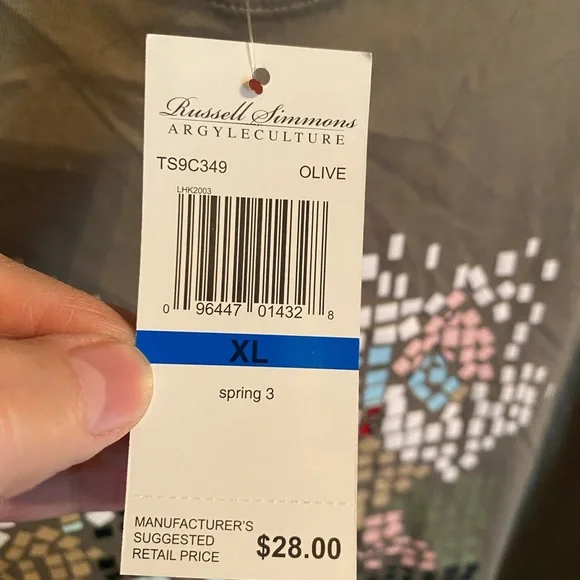 Russell Simmons
ARGYLECULTURE
TS9C349 OLIVE
LHK2003
0 96447 01432 8
XL
spring 3
MANUFACTURER'S
SUGGESTED
RETAIL PRICE $28.00